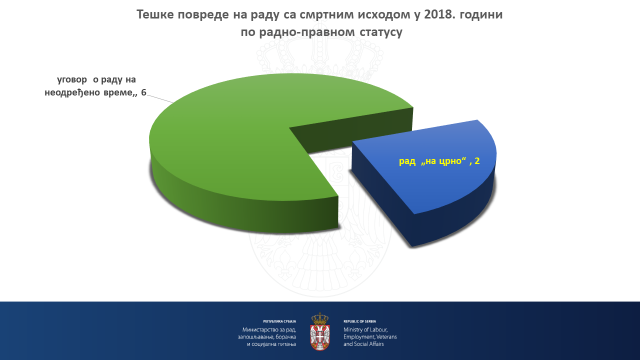 Тешке повреде на раду са смртним исходом у 2018. години
по радно-правном статусу
уговор о раду на
неодређено време,, 6
рад „на црно“ , 2
РЕПУБЛИКА СРБИЈА
Министарство за рад,
запошљавање, борачка
и социјална питања
REPUBLIC OF SERBIA
Ministry of Labour,
Employment, Veterans
and Social Affairs